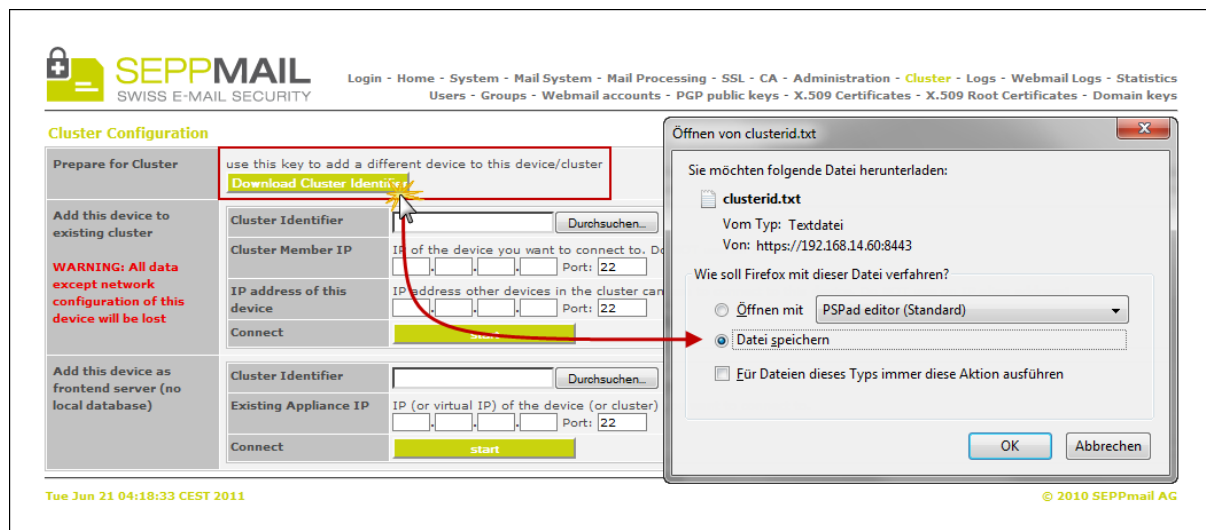 SEPPMAIL
SWISS E-MAIL SECURITY
Login - Home - System - Mail System - Mail Processing - SSL - CA - Administration - Cluster - Logs - Webmail Logs - Statistics
Users - Groups - Webmail accounts - PGP public keys - X.509 Certificates - X.509 Root Certificates - Domain keys
Cluster Configuration
Prepare for Cluster
use this key to add a different device to this device/cluster
Download Cluster Identifier
Add this device to
existing cluster
WARNING: All data
except network
configuration of this
device will be lost
Cluster Identifier
Durchsuchen...
Cluster Member IP
IP of the device you want to connect to.
. . . Port: 22
IP address of this
device
IP address other devices in the cluster can
. . . Port: 22
Connect
start
Add this device as
frontend server (no
local database)
Cluster Identifier
Durchsuchen...
Existing Appliance IP
IP (or virtual IP) of the device (or cluster)
. . . Port: 22
Connect
start
Tue Jun 21 04:18:33 CEST 2011
© 2010 SEPPmail AG
Öffnen von clusterid.txt
Sie möchten folgende Datei herunterladen:
clusterid.txt
Vom Typ: Textdatei
Von: https://192.168.14.60:8443
Wie soll Firefox mit dieser Datei verfahren?
Öffnen mit
PSPad editor (Standard)
Datei speichern
Für Dateien dieses Typs immer diese Aktion ausführen
OK
Abbrechen